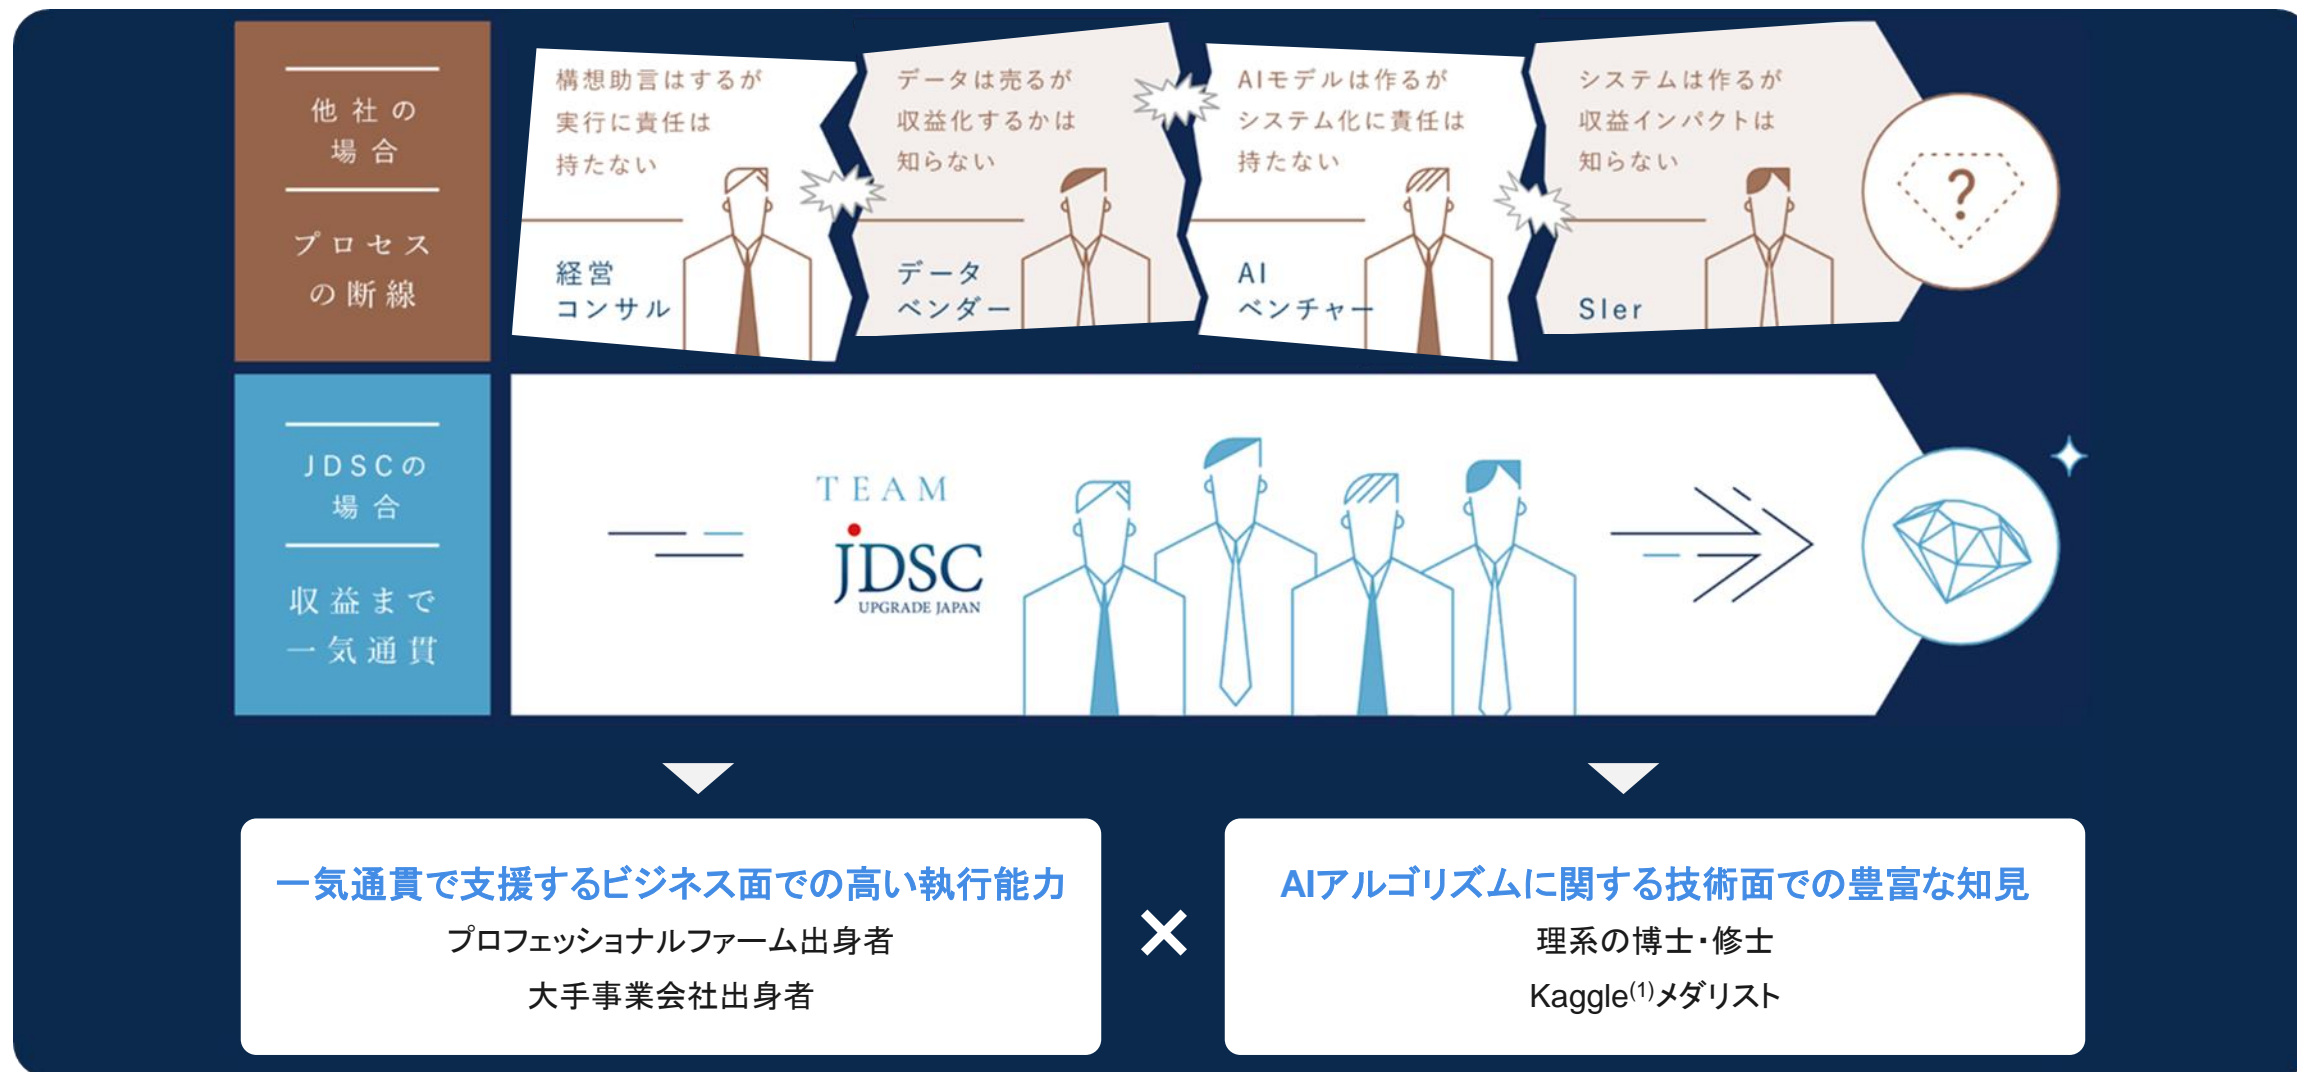 他社の
場合
プロセス
の断線
構想助言はするが
実行に責任は
持たない
経営
コンサル
データは売るが
収益化するかは
知らない
データ
ベンダー
AIモデルは作るが
システム化に責任は
持たない
AI
ベンチャー
システムは作るが
収益インパクトは
知らない
SIer
?
JDSCの
場合
収益まで
一気通貫
TEAM
JDSC
UPGRADE JAPAN
一気通貫で支援するビジネス面での高い執行能力
プロフェッショナルファーム出身者
大手事業会社出身者
×
AIアルゴリズムに関する技術面での豊富な知見
理系の博士・修士
Kaggle(1)メダリスト